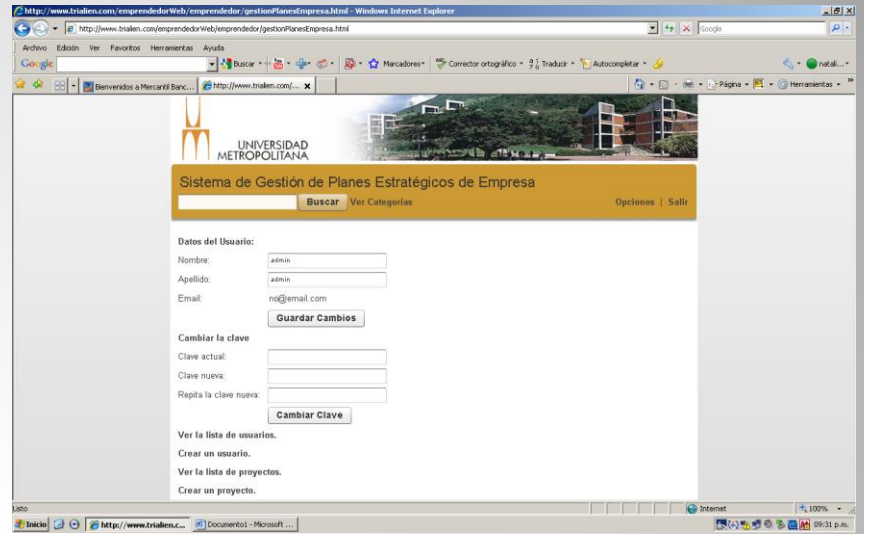 http://www.trialien.com/emprendedorWeb/emprendedor/gestionPlanesEmpresa.html - Windows Internet Explorer
http://www.trialien.com/emprendedorWeb/emprendedor/gestionPlanesEmpresa.html
Google
Archivo Edición Ver Favoritos Herramientas Ayuda
Google Buscar Marcadores Corrector ortográfico Traducir Autocompletar natali...
Bienvenidos a Mercantil Banc... http://www.trialien.com/... Página Herramientas
UNIVERSIDAD
METROPOLITANA
Sistema de Gestión de Planes Estratégicos de Empresa
Buscar Ver Categorías Opciones | Salir
Datos del Usuario:
Nombre: admin
Apellido: admin
Email: no@email.com
Guardar Cambios
Cambiar la clave
Clave actual:
Clave nueva:
Repita la clave nueva:
Cambiar Clave
Ver la lista de usuarios.
Crear un usuario.
Ver la lista de proyectos.
Crear un proyecto.
Listo Internet 100%
Inicio http://www.trialien.c... Documento1 - Microsoft ... 09:31 p.m.